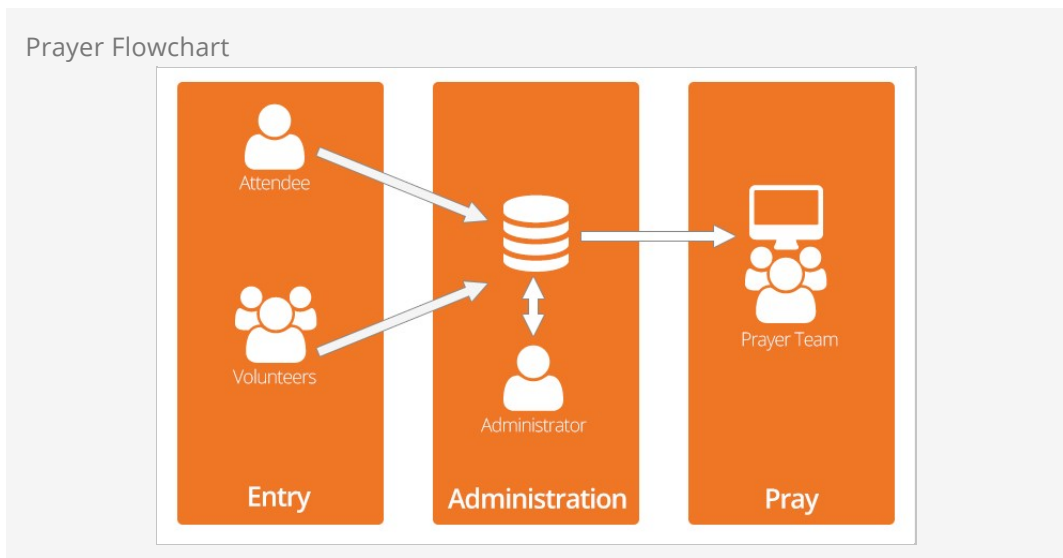 Prayer Flowchart
Attendee
Volunteers
Entry
Administrator
Administration
Prayer Team
Pray